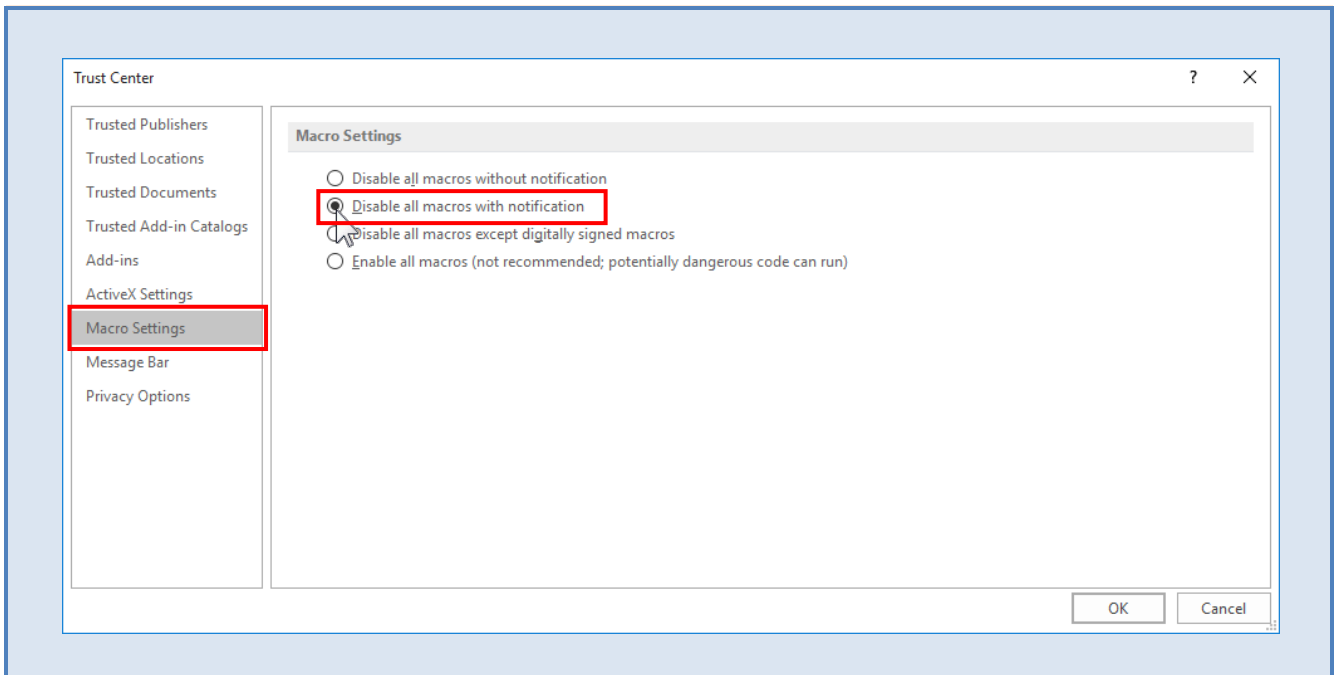 Trust Center ?
Trusted Publishers
Trusted Locations
Trusted Documents
Trusted Add-in Catalogs
Add-ins
ActiveX Settings
Macro Settings
Message Bar
Privacy Options
Macro Settings
Disable all macros without notification
Disable all macros with notification
Disable all macros except digitally signed macros
Enable all macros (not recommended; potentially dangerous code can run)
OK Cancel